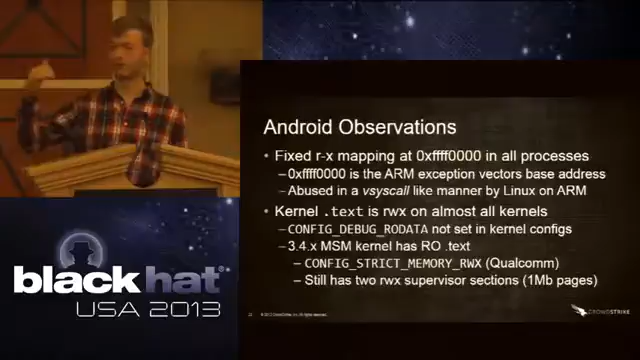 Android Observations
• Fixed r-x mapping at 0xffff0000 in all processes
–0xffff0000 is the ARM exception vectors base address
–Abused in a vsyscall like manner by Linux on ARM
• Kernel .text is rwx on almost all kernels
–CONFIG_DEBUG_RODATA not set in kernel configs
–3.4.x MSM kernel has RO .text
–CONFIG_STRICT_MEMORY_RWX (Qualcomm)
–Still has two rwx supervisor sections (1Mb pages)
black hat®
USA 2013
CROWDSTRIKE